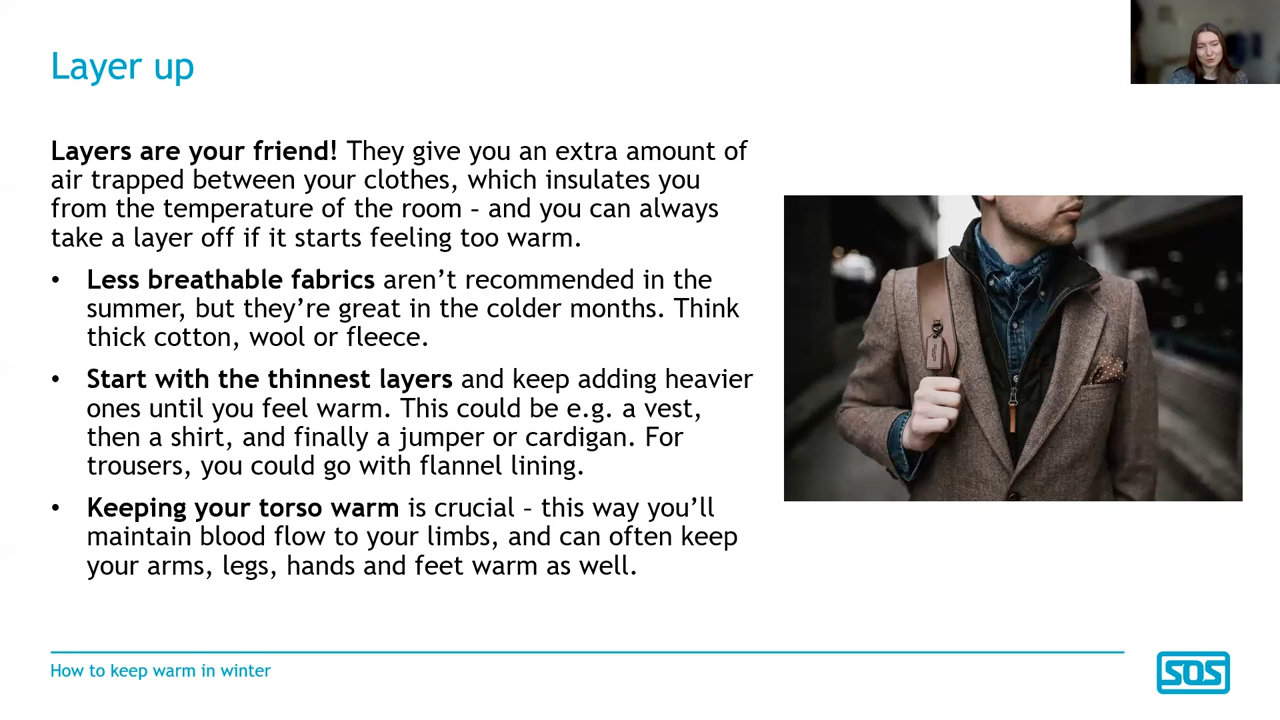 Layer up
Layers are your friend! They give you an extra amount of
air trapped between your clothes, which insulates you
from the temperature of the room – and you can always
take a layer off if it starts feeling too warm.
• Less breathable fabrics aren’t recommended in the
summer, but they’re great in the colder months. Think
thick cotton, wool or fleece.
• Start with the thinnest layers and keep adding heavier
ones until you feel warm. This could be e.g. a vest,
then a shirt, and finally a jumper or cardigan. For
trousers, you could go with flannel lining.
• Keeping your torso warm is crucial – this way you’ll
maintain blood flow to your limbs, and can often keep
your arms, legs, hands and feet warm as well.
How to keep warm in winter
SOS